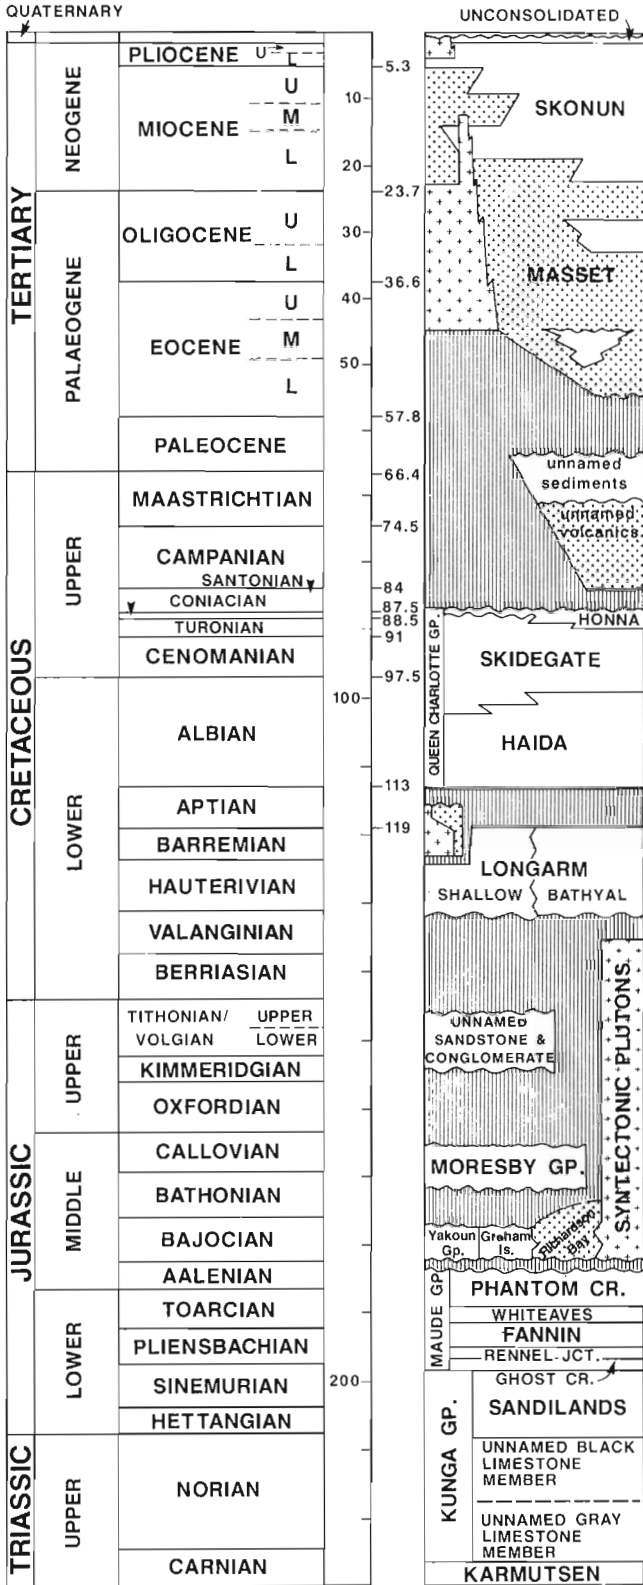 QUATERNARY
UNCONSOLIDATED
PLIOCENE U L
5.3
NEOGENE
U
10
MIOCENE M
SKONUN
L
20
23.7
TERTIARY
OLIGOCENE U
30
L
36.6
MASSET
PALAEOGENE
U
40
EOCENE M
50
L
57.8
PALEOCENE
unnamed
sediments
66.4
MAASTRICHTIAN
unnamed
volcanics
74.5
UPPER
CAMPANIAN
SANTONIAN
84
CONIACIAN
87.5
HONNA
88.5
TURONIAN
91
CENOMANIAN
SKIDEGATE
97.5
100
QUEEN CHARLOTTE GP.
CRETACEOUS
ALBIAN
HAIDA
113
APTIAN
119
BARREMIAN
LOWER
LONGARM
HAUTERIVIAN
SHALLOW BATHYAL
VALANGINIAN
BERRIASIAN
TITHONIAN/ UPPER
VOLGIAN LOWER
UNNAMED
SANDSTONE &
CONGLOMERATE
SYNTECTONIC PLUTONS
KIMMERIDGIAN
UPPER
OXFORDIAN
CALLOVIAN
MORESBY GP.
JURASSIC
MIDDLE
BATHONIAN
BAJOCIAN
Yakoun
Gp.
Graham
Is.
Richardson
Bay
AALENIAN
MAUDE GP
PHANTOM CR.
TOARCIAN
WHITEAVES
FANNIN
PLIENSBACHIAN
RENNEL JCT.
LOWER
GHOST CR.
200
SINEMURIAN
SANDILANDS
HETTANGIAN
KUNGA GP.
UNNAMED BLACK
LIMESTONE
MEMBER
TRIASSIC
UPPER
NORIAN
UNNAMED GRAY
LIMESTONE
MEMBER
CARNIAN
KARMUTSEN